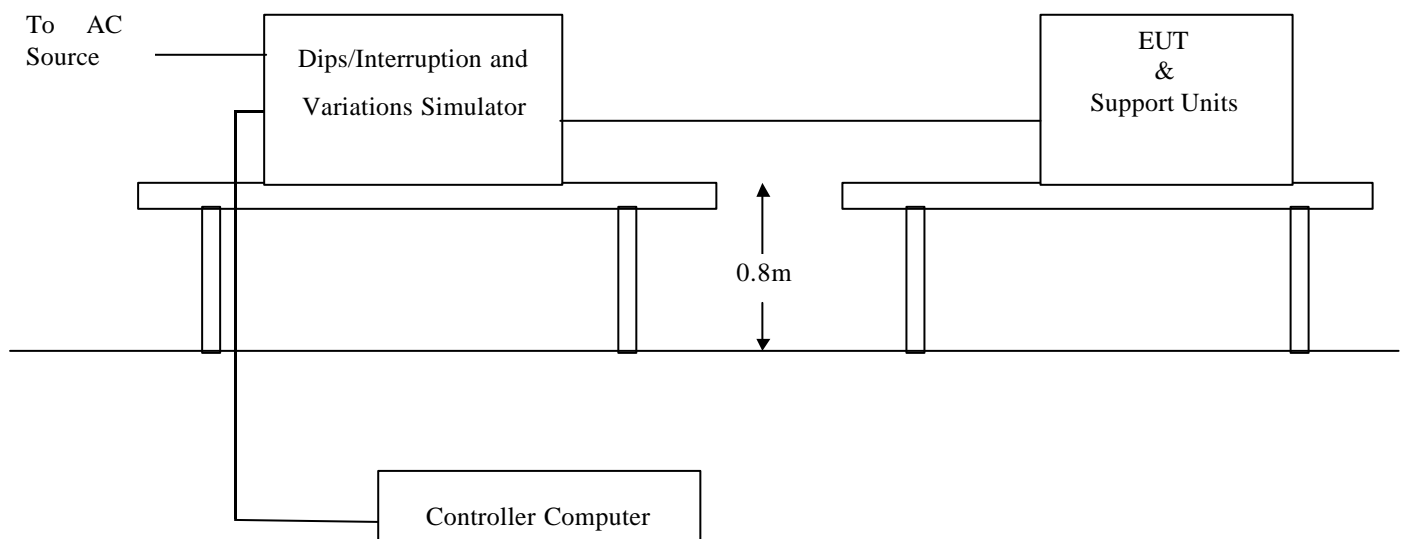 To AC
Source
Dips/Interruption and
Variations Simulator
EUT
&
Support Units
0.8m
Controller Computer